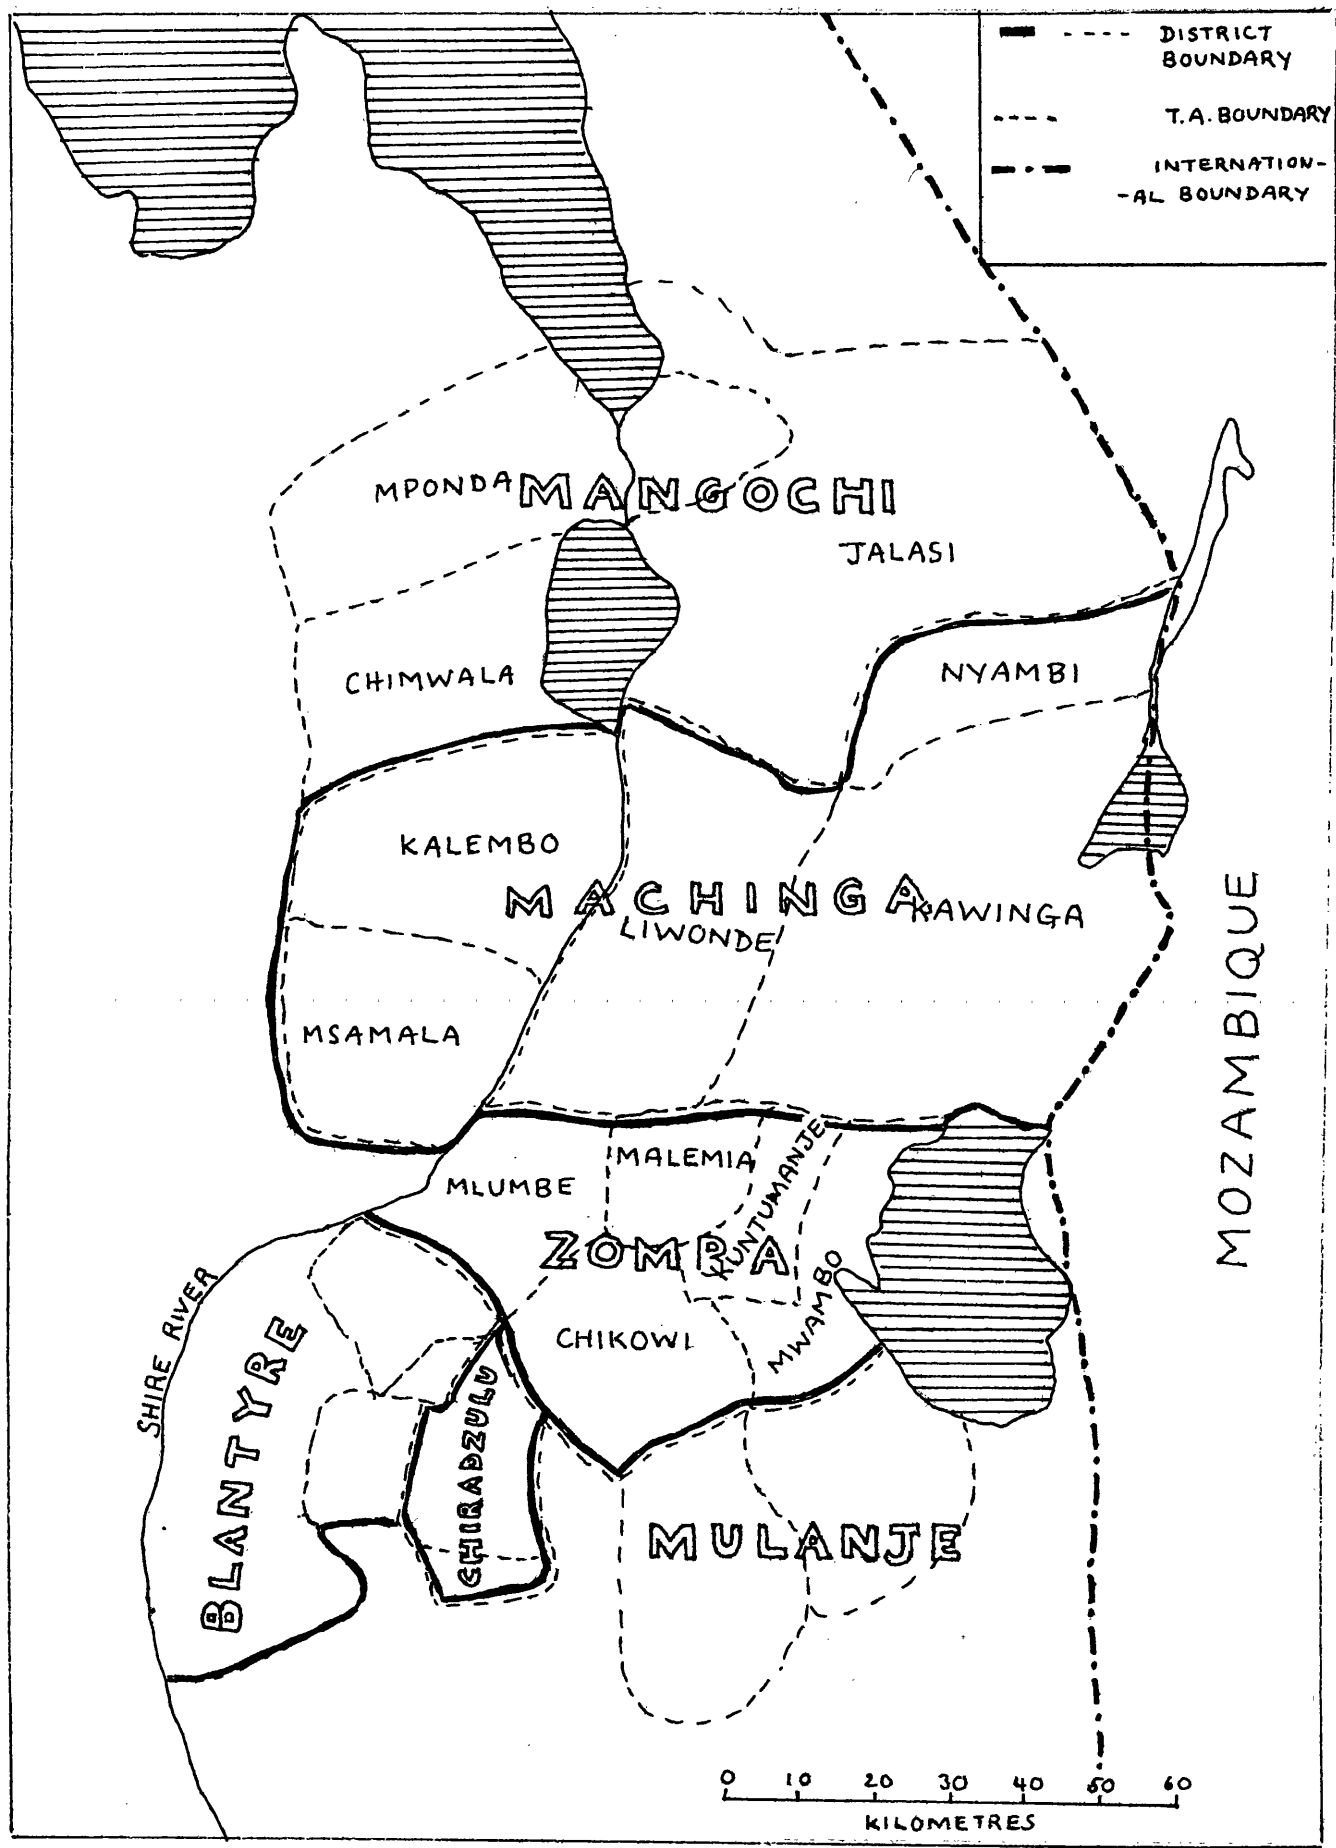 DISTRICT
BOUNDARY
T.A. BOUNDARY
INTERNATION-
-AL BOUNDARY
MPONDA
MANGOCHI
JALASI
CHIMWALA
NYAMBI
KALEMBO
MACHINGA
KAWINGA
LIWONDE
MSAMALA
MOZAMBIQUE
MALEMIA
KUNTUMANJE
MLUMBE
ZOMBA
MWAMBO
CHIKOWI
SHIRE RIVER
BLANTYRE
CHIRADZULU
MULANJE
0 10 20 30 40 50 60
KILOMETRES